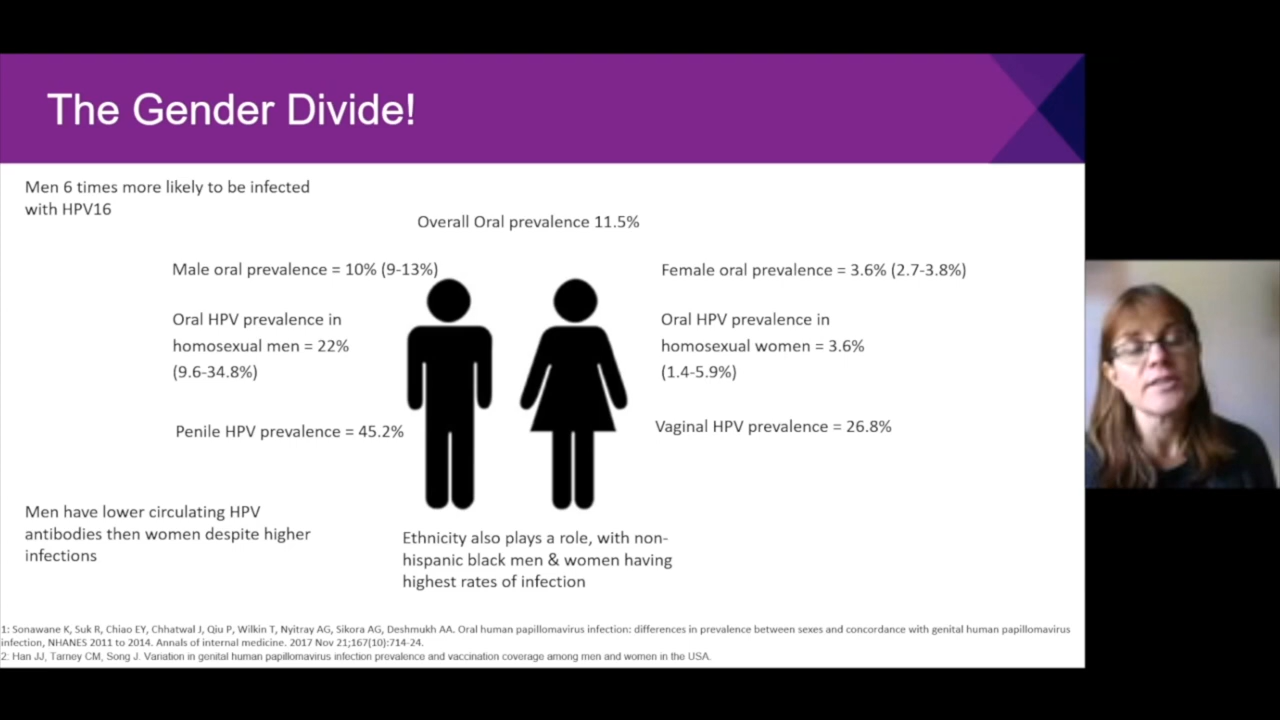 The Gender Divide!
Men 6 times more likely to be infected
with HPV16
Overall Oral prevalence 11.5%
Male oral prevalence = 10% (9-13%)
Female oral prevalence = 3.6% (2.7-3.8%)
Oral HPV prevalence in
homosexual men = 22%
(9.6-34.8%)
Oral HPV prevalence in
homosexual women = 3.6%
(1.4-5.9%)
Penile HPV prevalence = 45.2%
Vaginal HPV prevalence = 26.8%
Men have lower circulating HPV
antibodies then women despite higher
infections
Ethnicity also plays a role, with non-
hispanic black men & women having
highest rates of infection
1: Sonawane K, Suk R, Chiao EY, Chhatwal J, Qiu P, Wilkin T, Nyitray AG, Sikora AG, Deshmukh AA. Oral human papillomavirus infection: differences in prevalence between sexes and concordance with genital human papillomavirus
infection, NHANES 2011 to 2014. Annals of internal medicine. 2017 Nov 21;167(10):714-24.
2: Han JJ, Tarney CM, Song J. Variation in genital human papillomavirus infection prevalence and vaccination coverage among men and women in the USA.